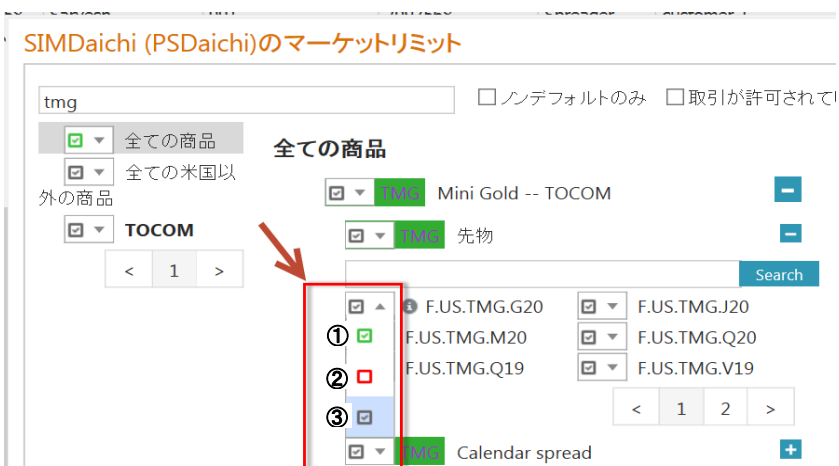 SIMDaichi (PSDaichi)のマーケットリミット
tmg
ノンデフォルトのみ 取引が許可されてい
全ての商品
全ての米国以
外の商品
TOCOM
< 1 >
全ての商品
TMG Mini Gold -- TOCOM
TMG 先物
Search
F.US.TMG.G20 F.US.TMG.J20
① F.US.TMG.M20 F.US.TMG.Q20
② F.US.TMG.Q19 F.US.TMG.V19
③ < 1 2 >
TMG Calendar spread